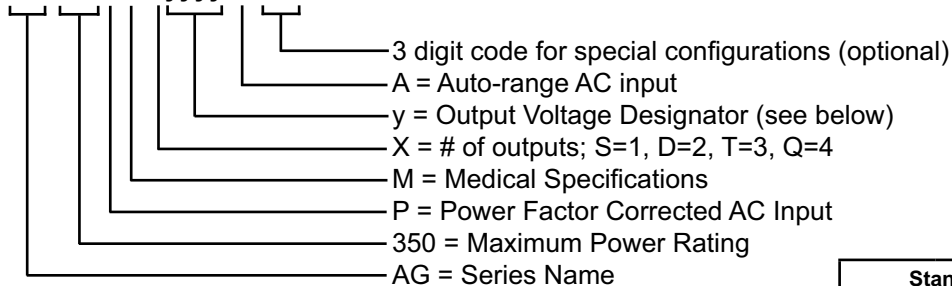 3 digit code for special configurations (optional)
A = Auto-range AC input
y = Output Voltage Designator (see below)
X = # of outputs; S=1, D=2, T=3, Q=4
M = Medical Specifications
P = Power Factor Corrected AC Input
350 = Maximum Power Rating
AG = Series Name